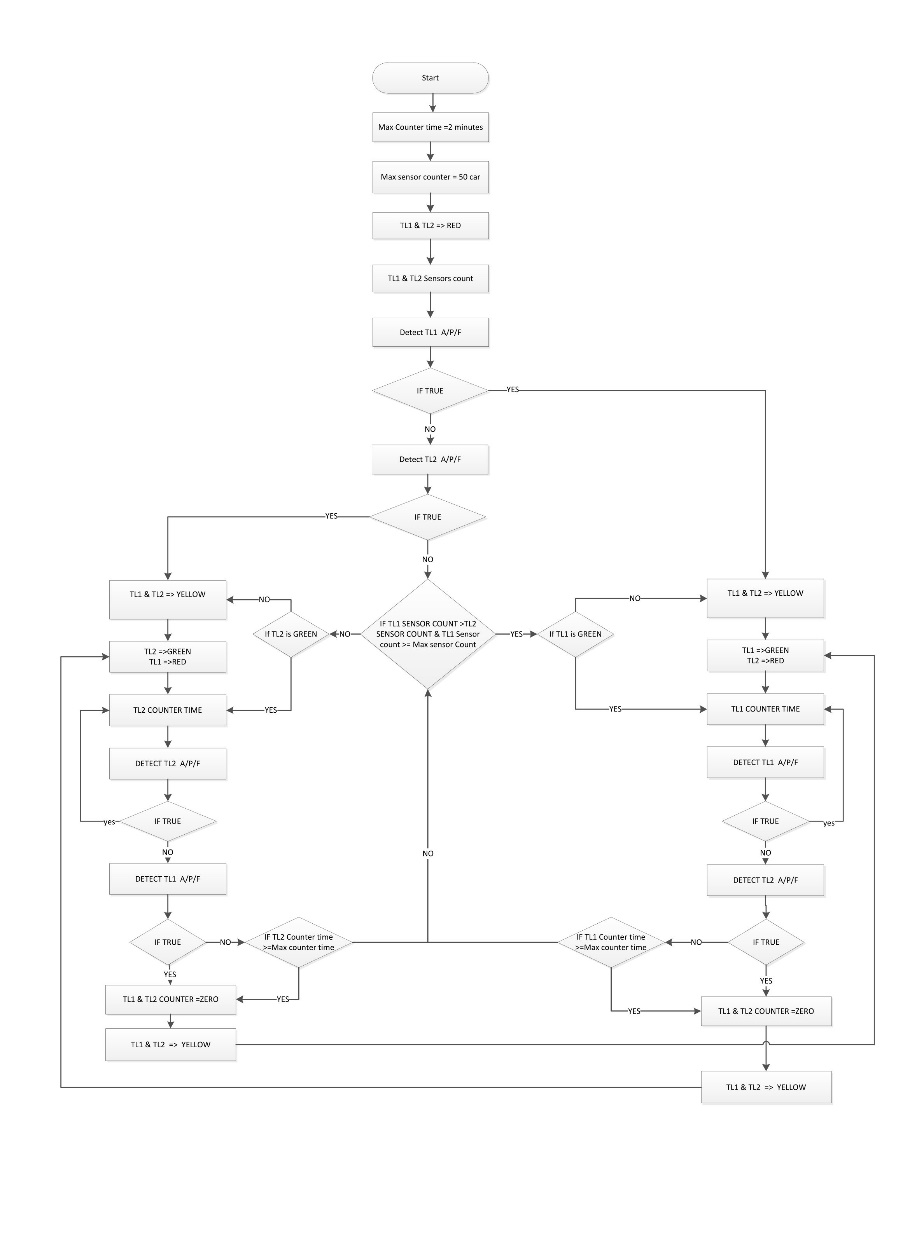 Start
Max Counter time =2 minutes
Max sensor counter = 50 car
TL1 & TL2 => RED
TL1 & TL2 Sensors count
Detect TL1 A/P/F
IF TRUE
YES
NO
Detect TL2 A/P/F
IF TRUE
YES
NO
TL1 & TL2 => YELLOW
NO
IF TL2 is GREEN
NO
IF TL1 SENSOR COUNT >TL2
SENSOR COUNT & TL1 Sensor
count >= Max sensor Count
YES
IF TL1 is GREEN
NO
TL1 & TL2 => YELLOW
TL2 =>GREEN
TL1 =>RED
TL1 =>GREEN
TL2 =>RED
TL2 COUNTER TIME
YES
YES
TL1 COUNTER TIME
DETECT TL2 A/P/F
DETECT TL1 A/P/F
yes
IF TRUE
IF TRUE
yes
NO
NO
NO
DETECT TL1 A/P/F
DETECT TL2 A/P/F
IF TRUE
NO
IF TL2 Counter time
>=Max counter time
IF TL1 Counter time
>=Max counter time
NO
IF TRUE
YES
YES
TL1 & TL2 COUNTER =ZERO
YES
YES
TL1 & TL2 COUNTER =ZERO
TL1 & TL2 => YELLOW
TL1 & TL2 => YELLOW